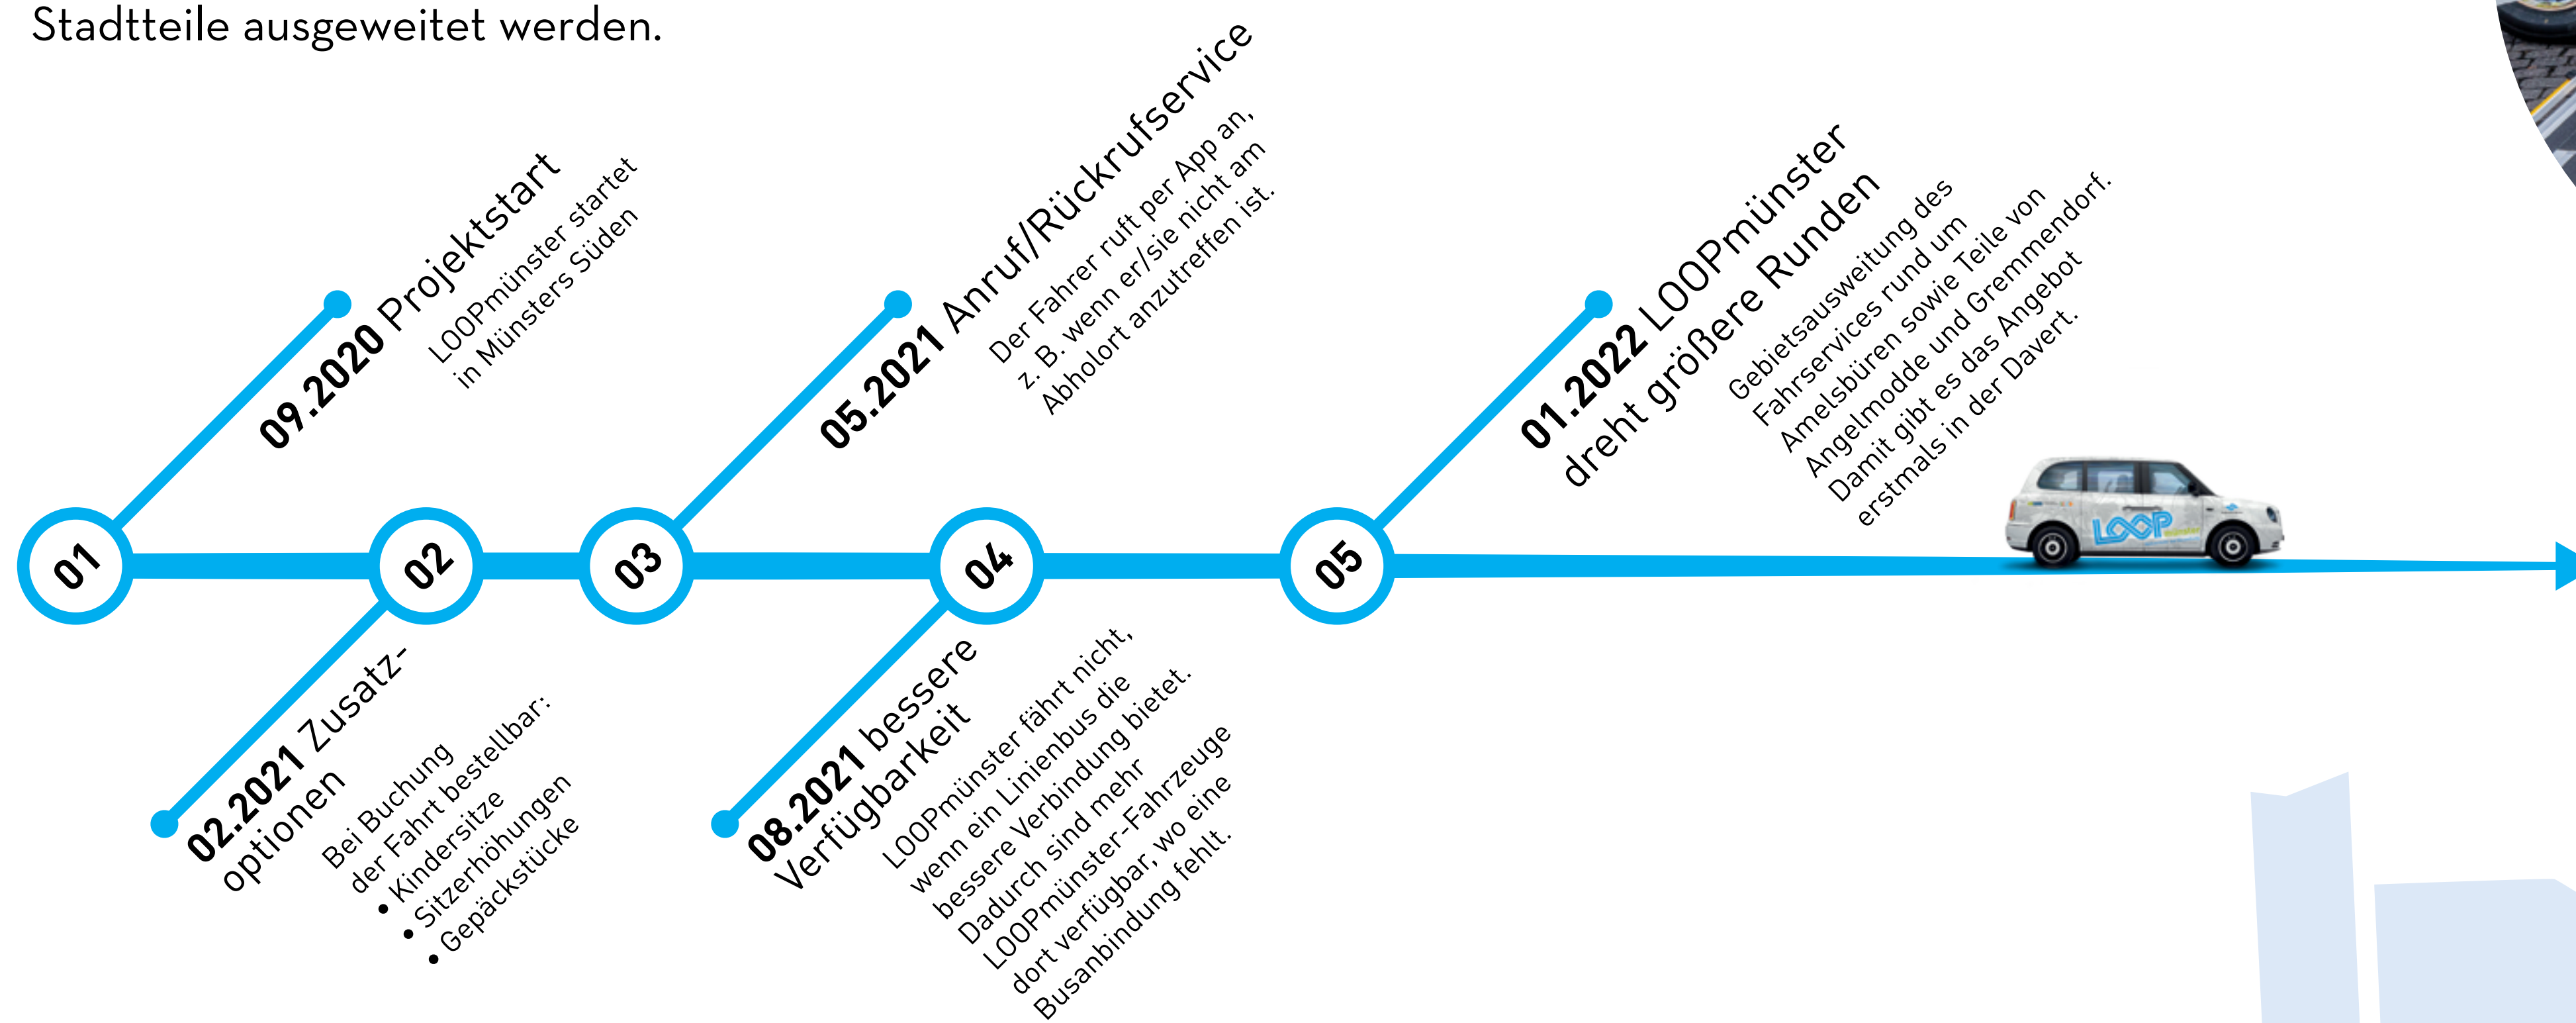 Stadtteile ausgeweitet werden.
01
09.2020 Projektstart
LOOPmünster startet
in Münsters Süden
02
02.2021 Zusatz-
optionen
Bei Buchung
der Fahrt bestellbar:
• Kindersitze
• Sitzerhöhungen
• Gepäckstücke
03
05.2021 Anruf/Rückrufservice
Der Fahrer ruft per App an,
z. B. wenn er/sie nicht am
Abholort anzutreffen ist.
04
08.2021 bessere
Verfügbarkeit
LOOPmünster fährt nicht,
wenn ein Linienbus die
bessere Verbindung bietet.
Dadurch sind mehr
LOOPmünster-Fahrzeuge
dort verfügbar, wo eine
Busanbindung fehlt.
05
01.2022 LOOPmünster
dreht größere Runden
Gebietsausweitung des
Fahrservices rund um
Amelsbüren sowie Teile von
Angelmodde und Gremmendorf.
Damit gibt es das Angebot
erstmals in der Davert.
LOOP